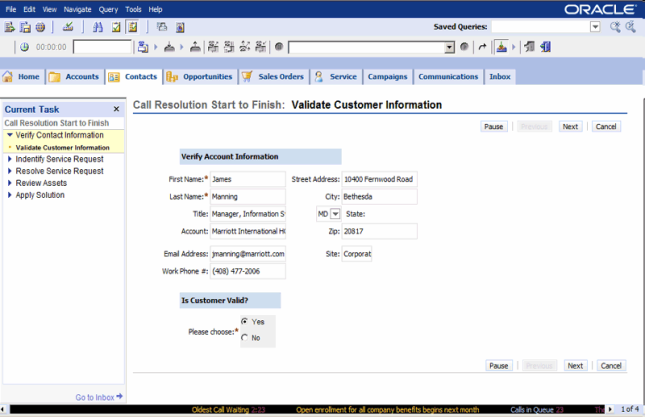 File Edit View Navigate Query Tools Help
ORACLE
Saved Queries:
00:00:00
Home Accounts Contacts Opportunities Sales Orders Service Campaigns Communications Inbox
Current Task
Call Resolution Start to Finish
Verify Contact Information
Validate Customer Information
Indentify Service Request
Resolve Service Request
Review Assets
Apply Solution
Go to Inbox
Call Resolution Start to Finish: Validate Customer Information
Pause Previous Next Cancel
Verify Account Information
First Name:* James Street Address: 10400 Fernwood Road
Last Name:* Manning City: Bethesda
Title: Manager, Information S MD State:
Account: Marriott International H Zip: 20817
Email Address: jmanning@marriott.com Site: Corporat
Work Phone #: (408) 477-2006
Is Customer Valid?
Please choose:* Yes
No
Pause Previous Next Cancel
Oldest Call Waiting 2:23 Open enrollment for all company benefits begins next month Calls in Queue 23 1 of 4